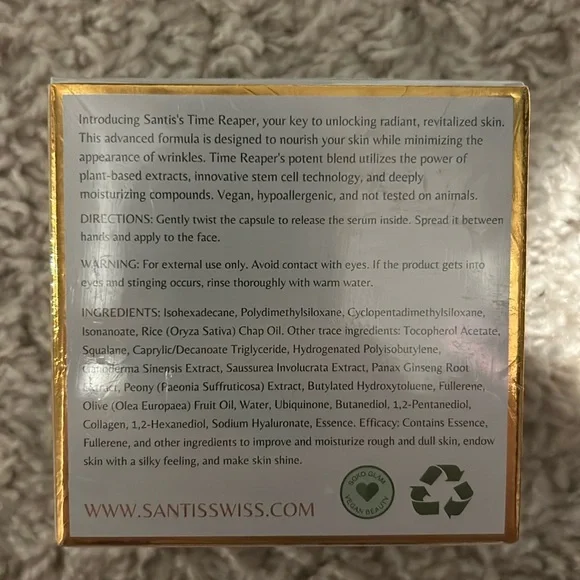 Introducing Santis's Time Reaper, your key to unlocking radiant, revitalized skin.
This advanced formula is designed to nourish your skin while minimizing the
appearance of wrinkles. Time Reaper's potent blend utilizes the power of
plant-based extracts, innovative stem cell technology, and deeply
moisturizing compounds. Vegan, hypoallergenic, and not tested on animals.
DIRECTIONS: Gently twist the capsule to release the serum inside. Spread it between
hands and apply to the face.
WARNING: For external use only. Avoid contact with eyes. If the product gets into
eyes and stinging occurs, rinse thoroughly with warm water.
INGREDIENTS: Isohexadecane, Polydimethylsiloxane, Cyclopentadimethylsiloxane,
Isonanoate, Rice (Oryza Sativa) Chap Oil. Other trace ingredients: Tocopherol Acetate,
Squalane, Caprylic/Decanoate Triglyceride, Hydrogenated Polyisobutylene,
Ganoderma Sinensis Extract, Saussurea Involucrata Extract, Panax Ginseng Root
Extract, Peony (Paeonia Suffruticosa) Extract, Butylated Hydroxytoluene, Fullerene,
Olive (Olea Europaea) Fruit Oil, Water, Ubiquinone, Butanediol, 1,2-Pentanediol,
Collagen, 1,2-Hexanediol, Sodium Hyaluronate, Essence. Efficacy: Contains Essence,
Fullerene, and other ingredients to improve and moisturize rough and dull skin, endow
skin with a silky feeling, and make skin shine.
SOKO GLAM
VEGAN BEAUTY
WWW.SANTISSWISS.COM